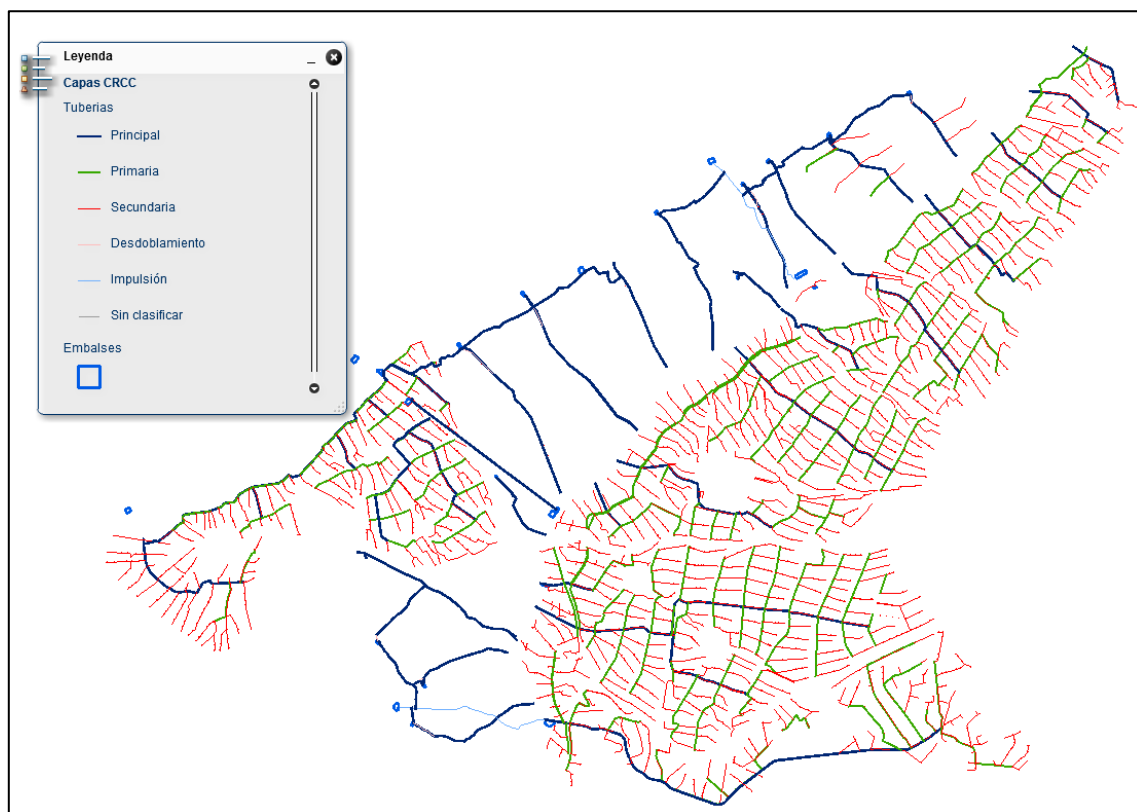 Leyenda
Capas CRCC
Tuberias
Principal
Primaria
Secundaria
Desdoblamiento
Impulsión
Sin clasificar
Embalses